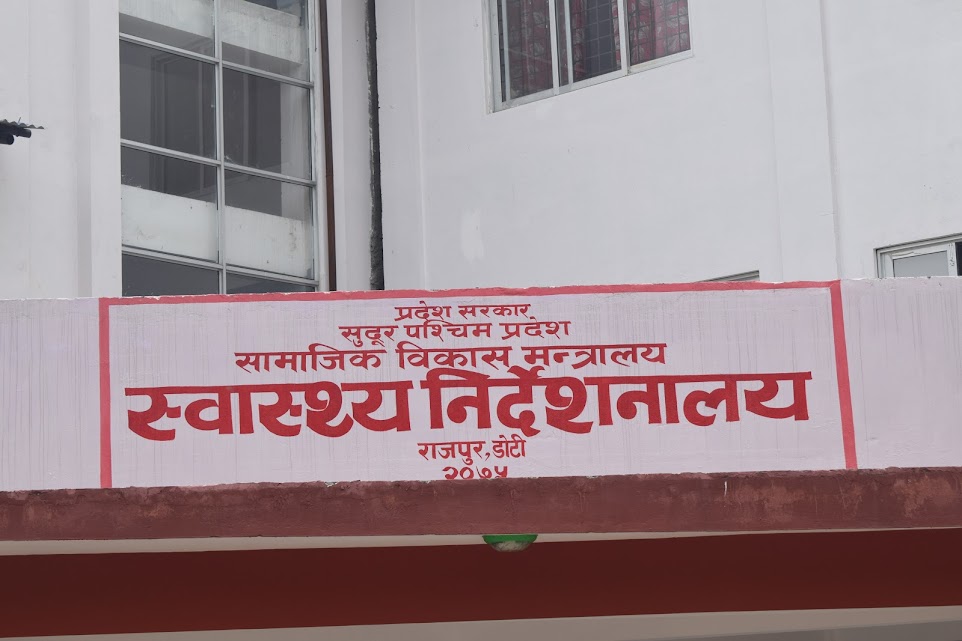 प्रदेश सरकार
सुदूर पश्चिम प्रदेश
सामाजिक विकास मन्त्रालय
स्वास्थ्य निर्देशनालय
राजपुर, डोटी
२०७५